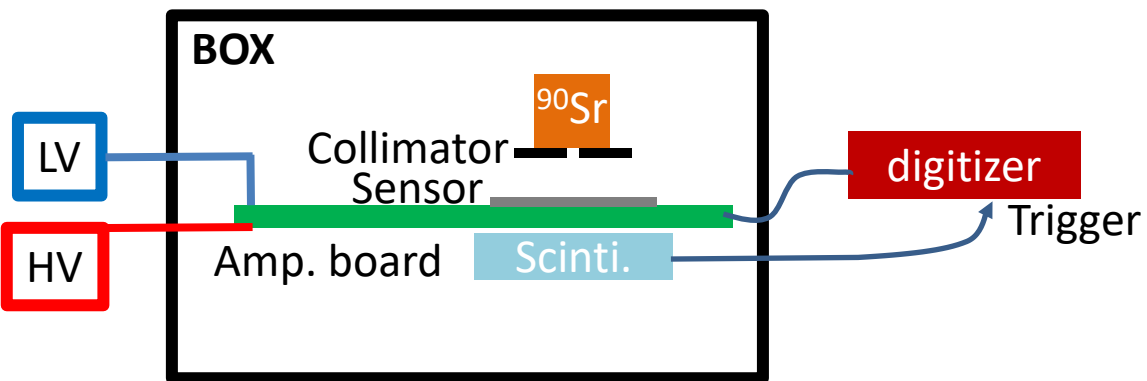 BOX
⁹⁰Sr
LV
Collimator
digitizer
Sensor
Trigger
HV
Amp. board
Scinti.